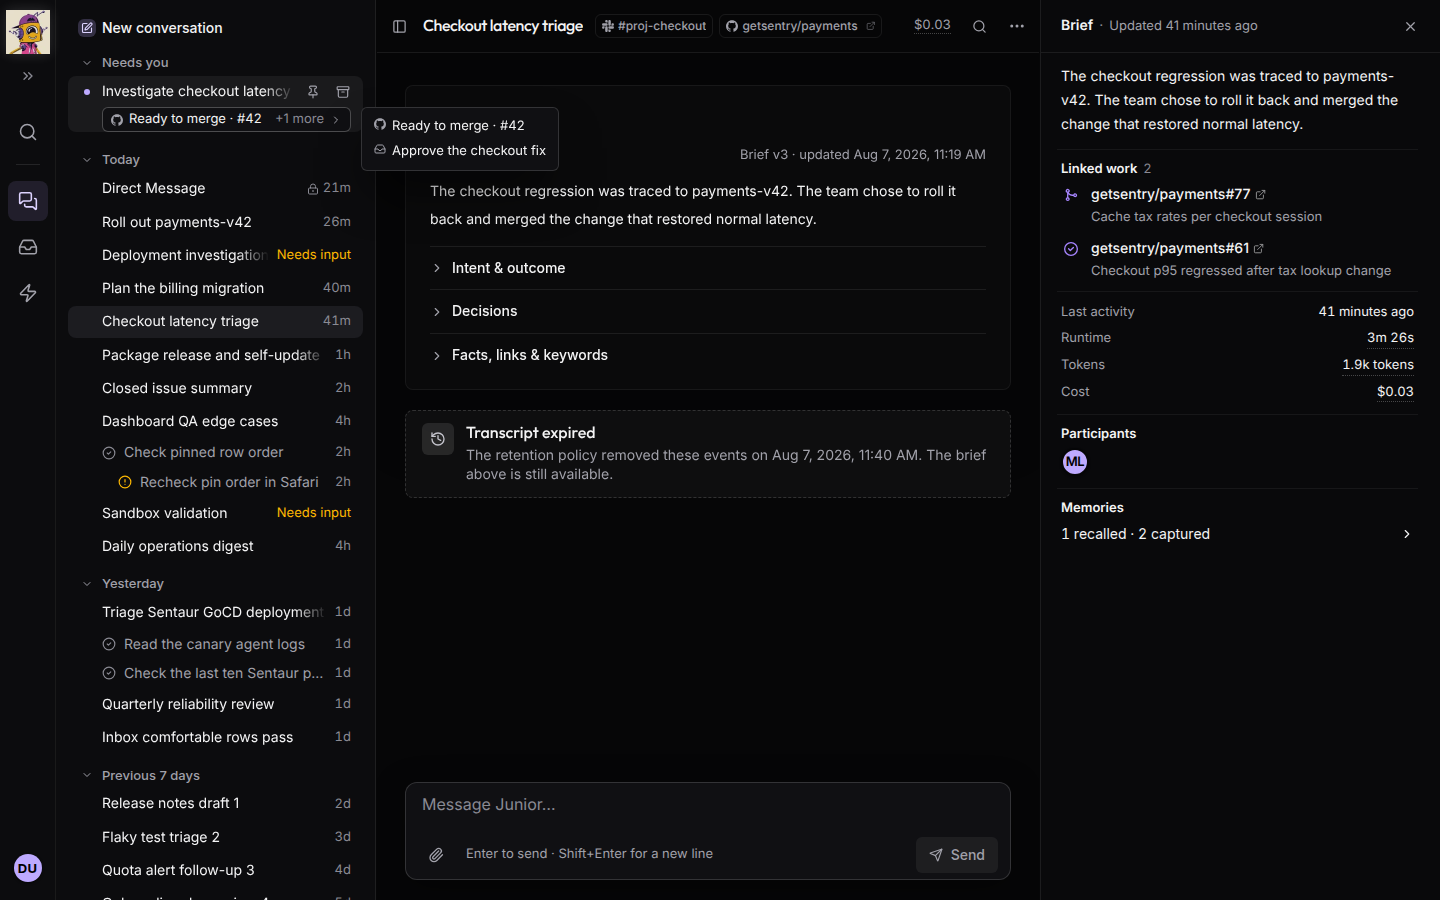 New conversation
Needs you
Investigate checkout latency
Ready to merge · #42 +1 more
Today
Direct Message 21m
Roll out payments-v42 26m
Deployment investigation Needs input
Plan the billing migration 40m
Checkout latency triage 41m
Package release and self-update 1h
Closed issue summary 2h
Dashboard QA edge cases 4h
Check pinned row order 2h
Recheck pin order in Safari 2h
Sandbox validation Needs input
Daily operations digest 4h
Yesterday
Triage Sentaur GoCD deployment 1d
Read the canary agent logs 1d
Check the last ten Sentaur p... 1d
Quarterly reliability review 1d
Inbox comfortable rows pass 1d
Previous 7 days
Release notes draft 1 2d
Flaky test triage 2 3d
Quota alert follow-up 3 4d
DU
Checkout latency triage #proj-checkout getsentry/payments $0.03
Ready to merge · #42
Approve the checkout fix
Brief v3 · updated Aug 7, 2026, 11:19 AM
The checkout regression was traced to payments-v42. The team chose to roll it
back and merged the change that restored normal latency.
Intent & outcome
Decisions
Facts, links & keywords
Transcript expired
The retention policy removed these events on Aug 7, 2026, 11:40 AM. The brief
above is still available.
Message Junior...
Enter to send · Shift+Enter for a new line
Send
Brief · Updated 41 minutes ago
The checkout regression was traced to payments-
v42. The team chose to roll it back and merged the
change that restored normal latency.
Linked work 2
getsentry/payments#77
Cache tax rates per checkout session
getsentry/payments#61
Checkout p95 regressed after tax lookup change
Last activity 41 minutes ago
Runtime 3m 26s
Tokens 1.9k tokens
Cost $0.03
Participants
ML
Memories
1 recalled · 2 captured